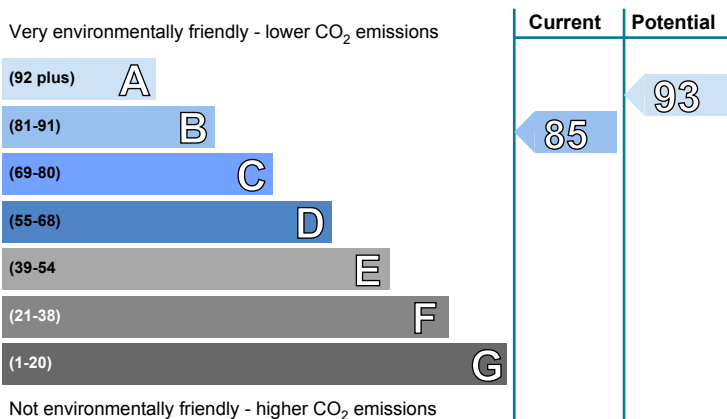 Current Potential
Very environmentally friendly - lower CO2 emissions
(92 plus) A
93
(81-91) B
85
(69-80) C
(55-68) D
(39-54 E
(21-38) F
(1-20) G
Not environmentally friendly - higher CO2 emissions